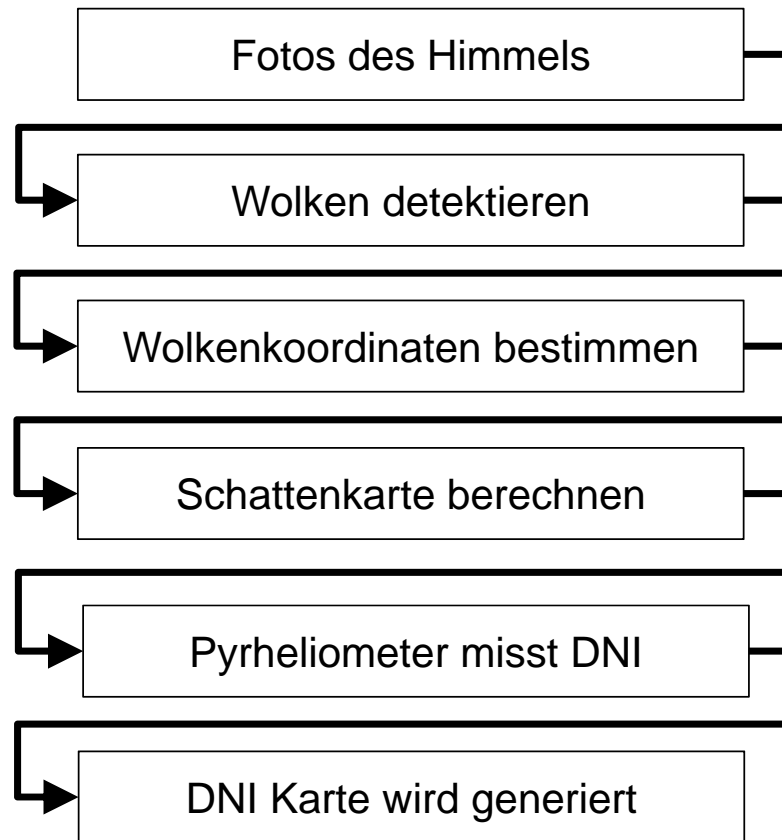 Fotos des Himmels
Wolken detektieren
Wolkenkoordinaten bestimmen
Schattenkarte berechnen
Pyrheliometer misst DNI
DNI Karte wird generiert